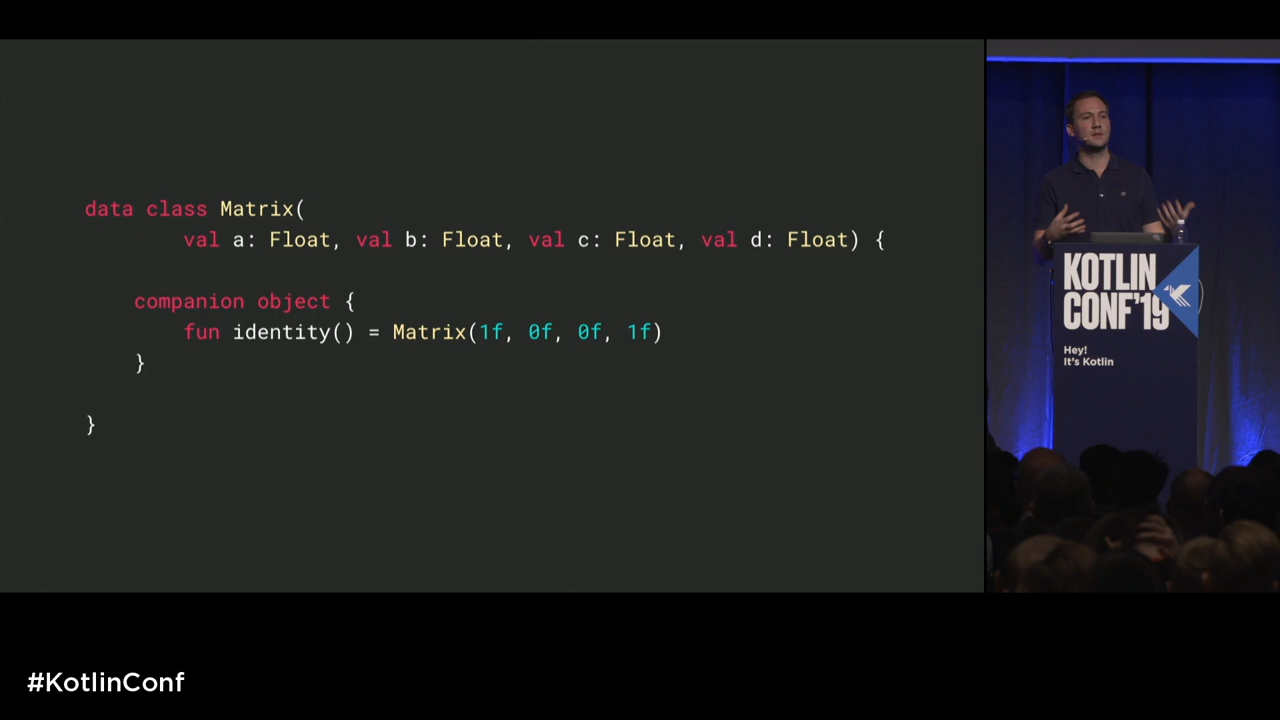 data class Matrix(
val a: Float, val b: Float, val c: Float, val d: Float) {
companion object {
fun identity() = Matrix(1f, 0f, 0f, 1f)
}
}
KOTLIN
CONF'19
Hey!
It's Kotlin
#KotlinConf